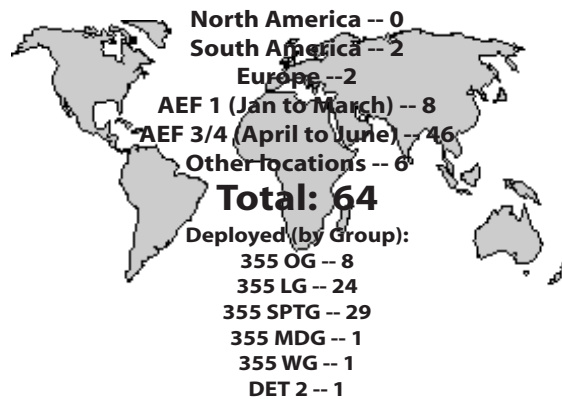 North America -- 0
South America -- 2
Europe --2
AEF 1 (Jan to March) -- 8
AEF 3/4 (April to June) -- 46
Other locations -- 6
Total: 64
Deployed (by Group):
355 OG -- 8
355 LG -- 24
355 SPTG -- 29
355 MDG -- 1
355 WG -- 1
DET 2 -- 1